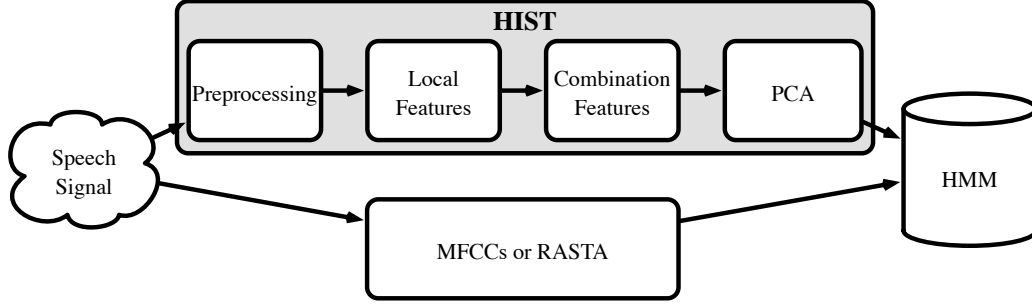 HIST
Preprocessing
Local
Features
Combination
Features
PCA
Speech
Signal
HMM
MFCCs or RASTA